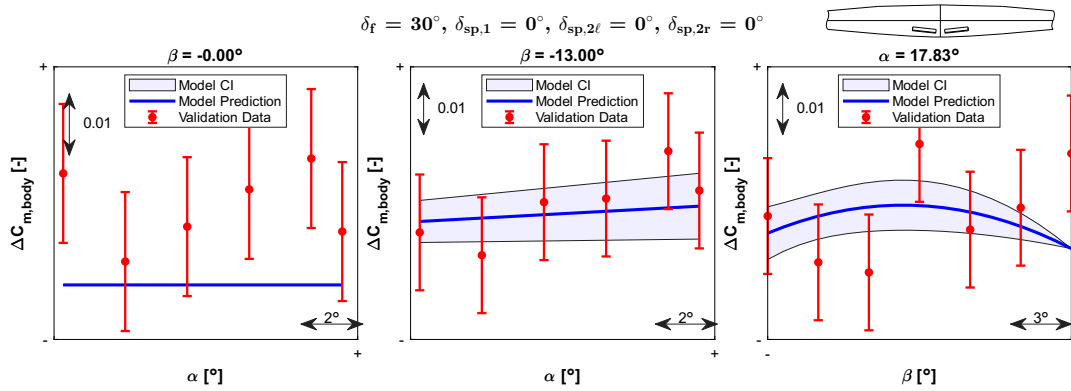 δf = 30°, δsp,1 = 0°, δsp,2ℓ = 0°, δsp,2r = 0°
β = -0.00°
+
Model CI
Model Prediction
Validation Data
0.01
ΔCm,body [-]
2°
-
+
α [°]
β = -13.00°
+
Model CI
Model Prediction
Validation Data
0.01
ΔCm,body [-]
2°
-
+
α [°]
α = 17.83°
+
Model CI
Model Prediction
Validation Data
0.01
ΔCm,body [-]
3°
-
-
+
β [°]